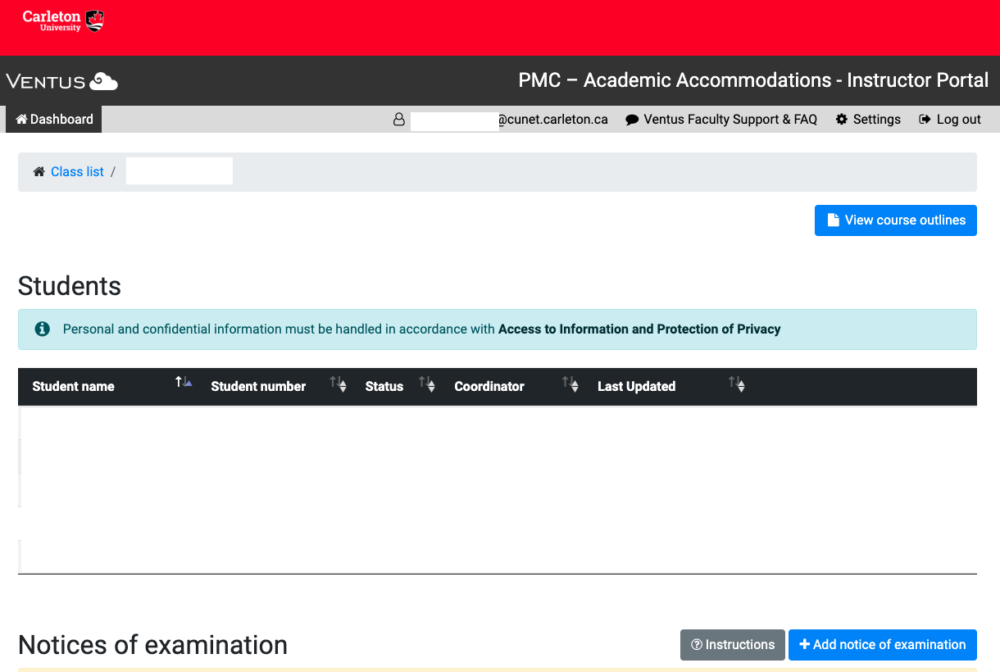 Carleton
University
VENTUS
PMC – Academic Accommodations - Instructor Portal
Dashboard
@cunet.carleton.ca
Ventus Faculty Support & FAQ
Settings
Log out
Class list /
View course outlines
Students
Personal and confidential information must be handled in accordance with Access to Information and Protection of Privacy
Student name Student number Status Coordinator Last Updated
Notices of examination
Instructions
Add notice of examination